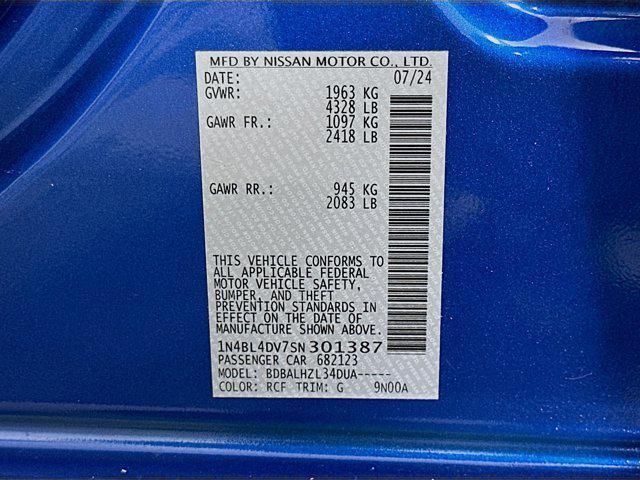 MFD BY NISSAN MOTOR CO., LTD.
DATE: 07/24
GVWR: 1963 KG
4328 LB
GAWR FR.: 1097 KG
2418 LB
GAWR RR.: 945 KG
2083 LB
THIS VEHICLE CONFORMS TO
ALL APPLICABLE FEDERAL
MOTOR VEHICLE SAFETY,
BUMPER, AND THEFT
PREVENTION STANDARDS IN
EFFECT ON THE DATE OF
MANUFACTURE SHOWN ABOVE.
1N4BL4DV7SN301387
PASSENGER CAR 682123
MODEL: BDBALHZL34DUA-----
COLOR: RCF TRIM: G 9N00A